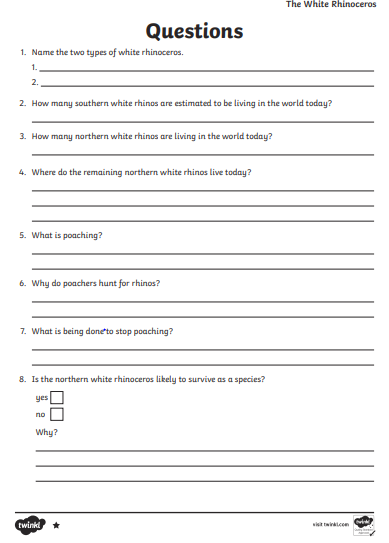 The White Rhinoceros
Questions
1. Name the two types of white rhinoceros.
1.
2.
2. How many southern white rhinos are estimated to be living in the world today?
3. How many northern white rhinos are living in the world today?
4. Where do the remaining northern white rhinos live today?
5. What is poaching?
6. Why do poachers hunt for rhinos?
7. What is being done to stop poaching?
8. Is the northern white rhinoceros likely to survive as a species?
yes
no
Why?
twinkl
visit twinkl.com
twinkl